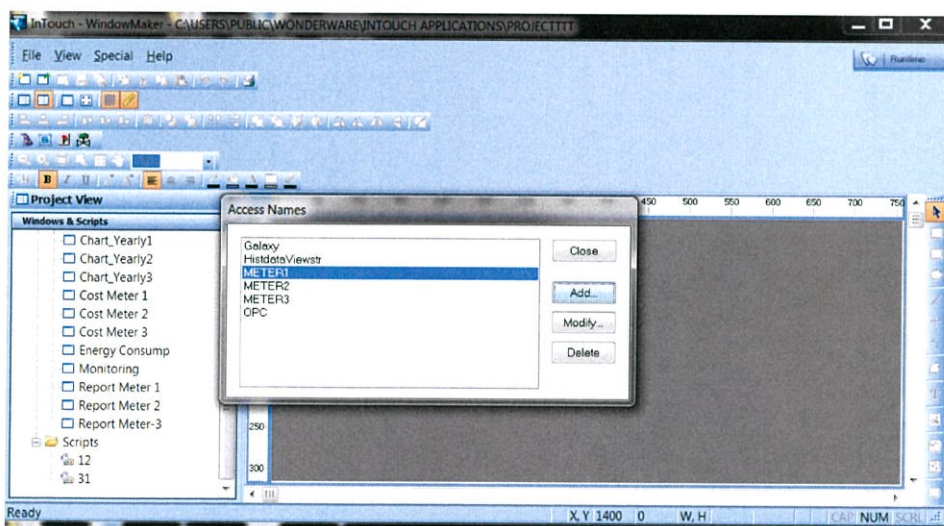 InTouch - WindowMaker - C:\USERS\PUBLIC\WONDERWARE\INTOUCH APPLICATIONS\PROJECTTTT
File View Special Help
Runtime
B I U
Project View
Windows & Scripts
Chart_Yearly1
Chart_Yearly2
Chart_Yearly3
Cost Meter 1
Cost Meter 2
Cost Meter 3
Energy Consump
Monitoring
Report Meter 1
Report Meter 2
Report Meter-3
Scripts
12
31
Access Names
Galaxy
HistdataViewstr
METER1
METER2
METER3
OPC
Close
Add...
Modify...
Delete
450 500 550 600 650 700 750
250
300
Ready
X, Y 1400 0 W, H
CAP NUM SCRL